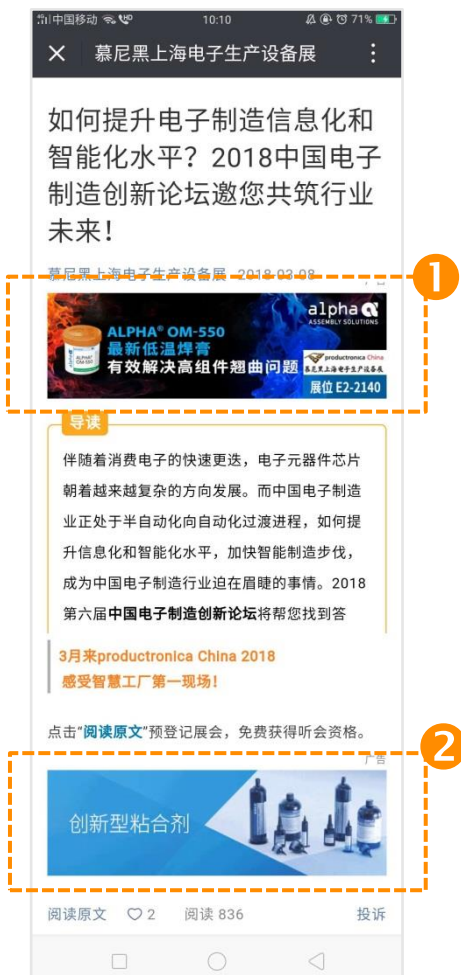 中国移动 10:10 71%
慕尼黑上海电子生产设备展
如何提升电子制造信息化和
智能化水平？2018中国电子
制造创新论坛邀您共筑行业
未来！
慕尼黑上海电子生产设备展 2018-03-08
1
alpha
ASSEMBLY SOLUTIONS
ALPHA® OM-550
最新低温焊膏
有效解决高组件翘曲问题
productronica China
慕尼黑上海电子生产设备展
展位 E2-2140
导读
伴随着消费电子的快速更迭，电子元器件芯片
朝着越来越复杂的方向发展。而中国电子制造
业正处于半自动化向自动化过渡进程，如何提
升信息化和智能化水平，加快智能制造步伐，
成为中国电子制造行业迫在眉睫的事情。2018
第六届中国电子制造创新论坛将帮您找到答
3月来productronica China 2018
感受智慧工厂第一现场！
点击“阅读原文”预登记展会，免费获得听会资格。
2
广告
创新型粘合剂
阅读原文 2 阅读 836 投诉